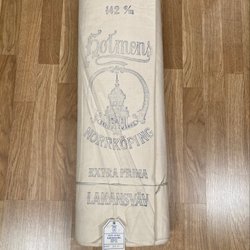 142 c/m
Holmens
NORRKÖPING
EXTRA PRIMA
LAKANSVÄV